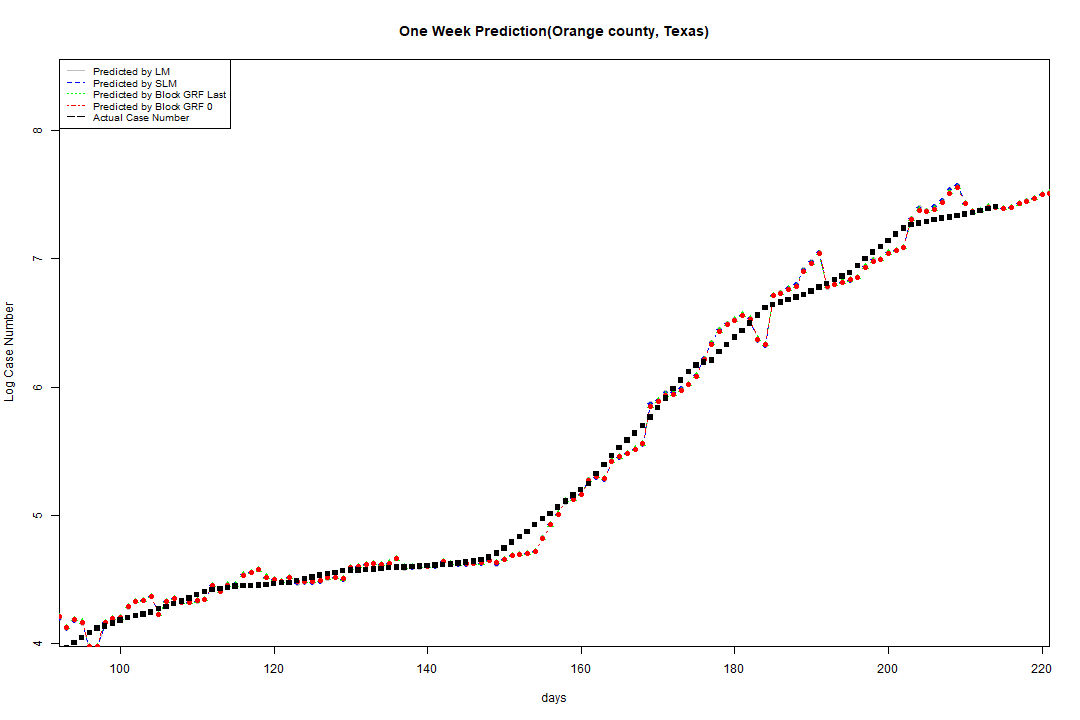 One Week Prediction(Orange county, Texas)
Predicted by LM
Predicted by SLM
Predicted by Block GRF Last
Predicted by Block GRF 0
Actual Case Number
8
7
6
5
4
Log Case Number
100 120 140 160 180 200 220
days